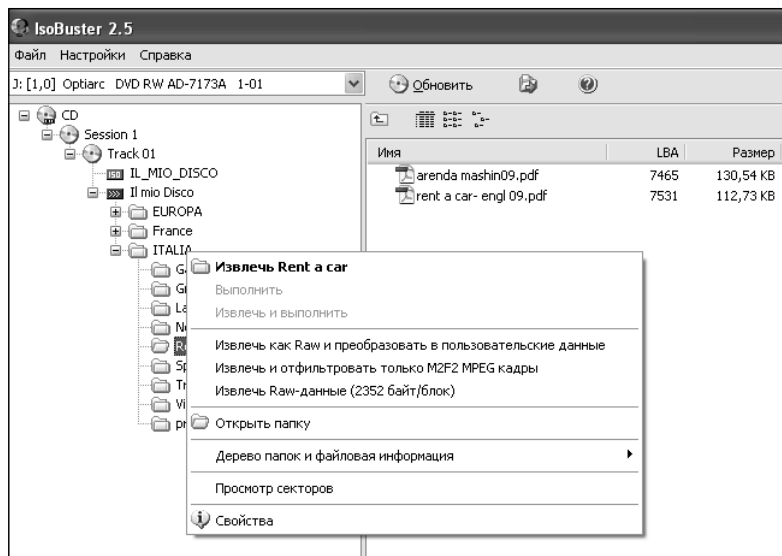 IsoBuster 2.5
Файл Настройки Справка
J: [1,0] Optiarc DVD RW AD-7173A 1-01
Обновить
CD
Session 1
Track 01
ISO IL_MIO_DISCO
Il mio Disco
EUROPA
France
ITALIA
Имя LBA Размер
arenda mashin09.pdf 7465 130,54 KB
rent a car- engl 09.pdf 7531 112,73 KB
Извлечь Rent a car
Выполнить
Извлечь и выполнить
Извлечь как Raw и преобразовать в пользовательские данные
Извлечь и отфильтровать только M2F2 MPEG кадры
Извлечь Raw-данные (2352 байт/блок)
Открыть папку
Дерево папок и файловая информация
Просмотр секторов
Свойства